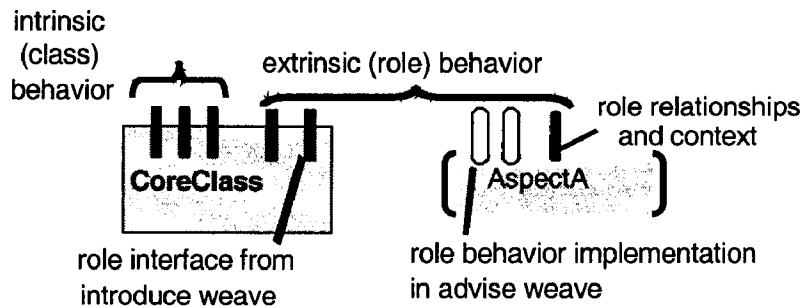 intrinsic
(class)
behavior
extrinsic (role) behavior
role relationships
and context
CoreClass
AspectA
role interface from
introduce weave
role behavior implementation
in advise weave